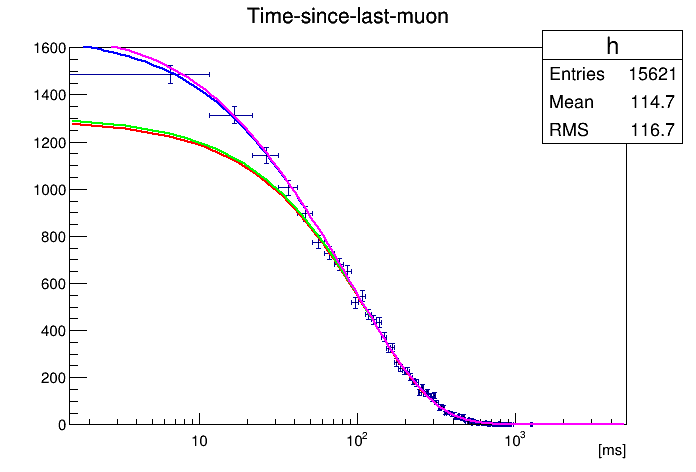 Time-since-last-muon
h
Entries 15621
Mean 114.7
RMS 116.7
1600
1400
1200
1000
800
600
400
200
0
10 10² 10³
[ms]